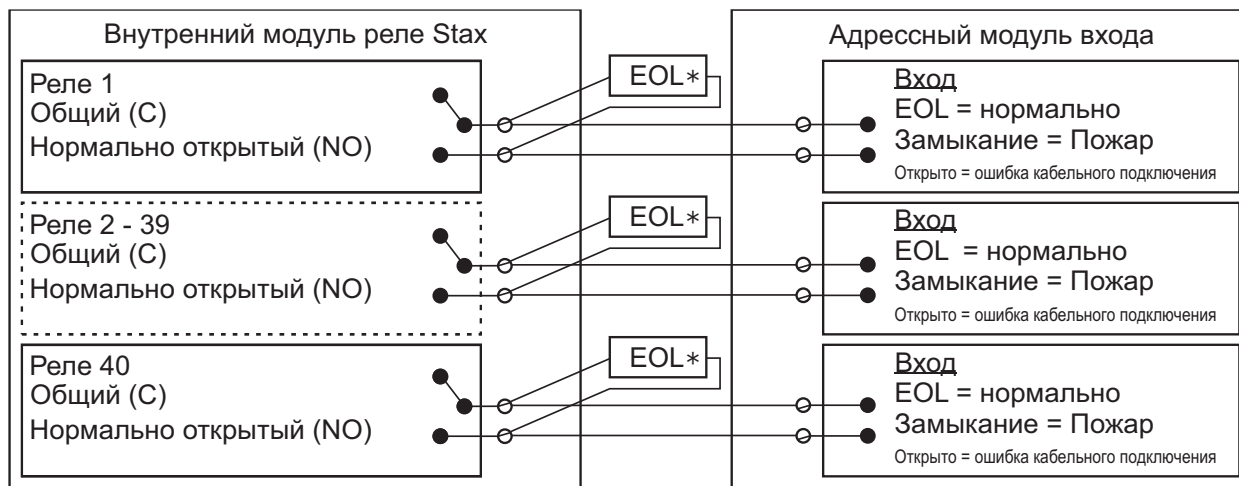 Внутренний модуль реле Stax
Адрессный модуль входа
Реле 1
Общий (C)
Нормально открытый (NO)
EOL*
Вход
EOL = нормально
Замыкание = Пожар
Открыто = ошибка кабельного подключения
Реле 2 - 39
Общий (C)
Нормально открытый (NO)
EOL*
Вход
EOL = нормально
Замыкание = Пожар
Открыто = ошибка кабельного подключения
Реле 40
Общий (C)
Нормально открытый (NO)
EOL*
Вход
EOL = нормально
Замыкание = Пожар
Открыто = ошибка кабельного подключения